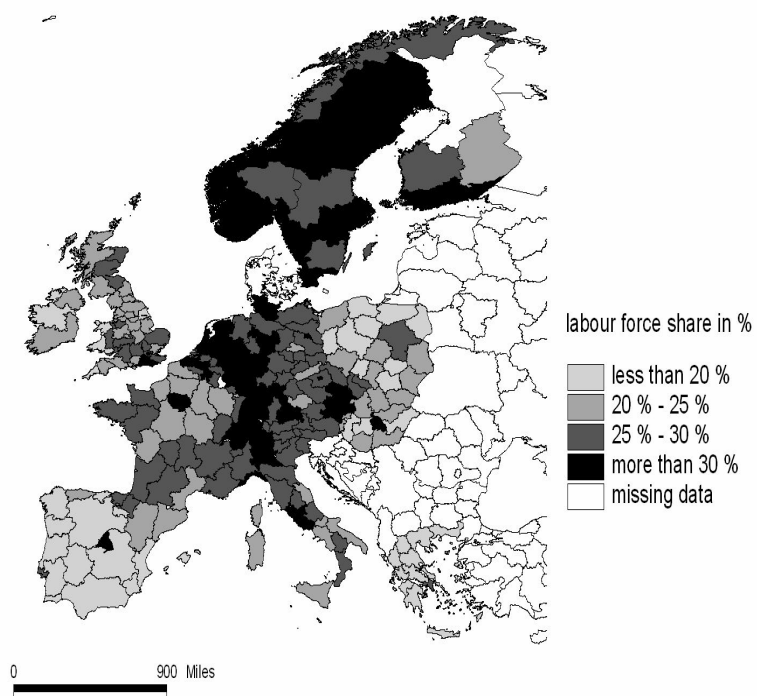 labour force share in %
less than 20 %
20 % - 25 %
25 % - 30 %
more than 30 %
missing data
0 900 Miles